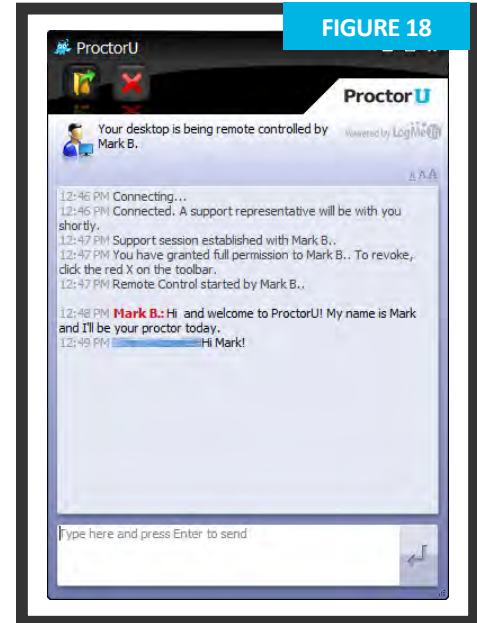 FIGURE 18
ProctorU
ProctorU
Your desktop is being remote controlled by
Mark B.
Powered by LogMeIn
A A A
12:46 PM Connecting...
12:46 PM Connected. A support representative will be with you
shortly.
12:47 PM Support session established with Mark B..
12:47 PM You have granted full permission to Mark B.. To revoke,
click the red X on the toolbar.
12:47 PM Remote Control started by Mark B..
12:48 PM Mark B.: Hi and welcome to ProctorU! My name is Mark
and I'll be your proctor today.
12:49 PM Hi Mark!
Type here and press Enter to send